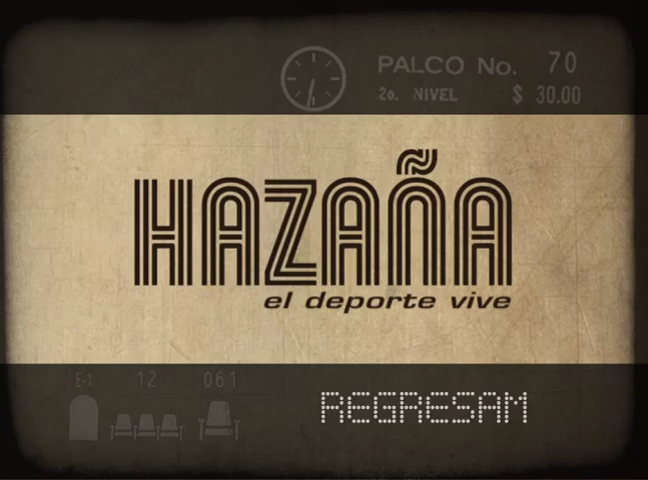 PALCO No. 70
2o. NIVEL $ 30.00
HAZAÑA
el deporte vive
E-1 12 061
REGRESAM